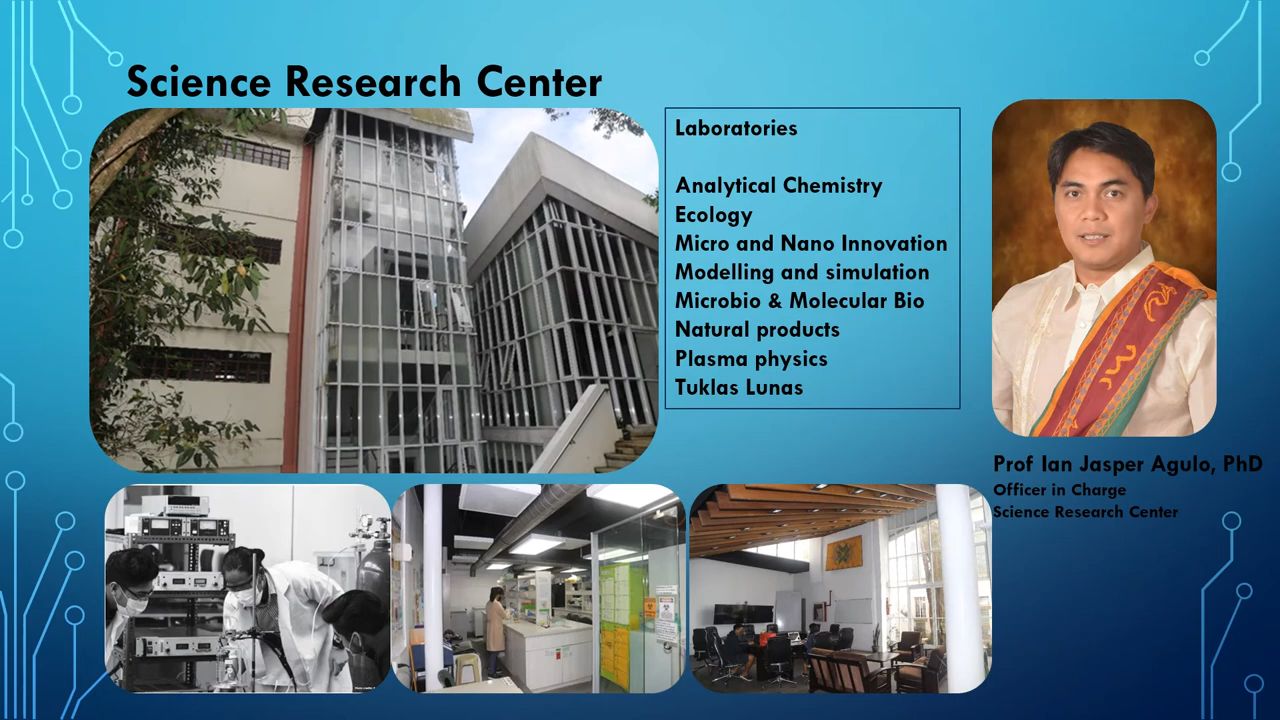 Science Research Center
Laboratories
Analytical Chemistry
Ecology
Micro and Nano Innovation
Modelling and simulation
Microbio & Molecular Bio
Natural products
Plasma physics
Tuklas Lunas
Prof Ian Jasper Agulo, PhD
Officer in Charge
Science Research Center